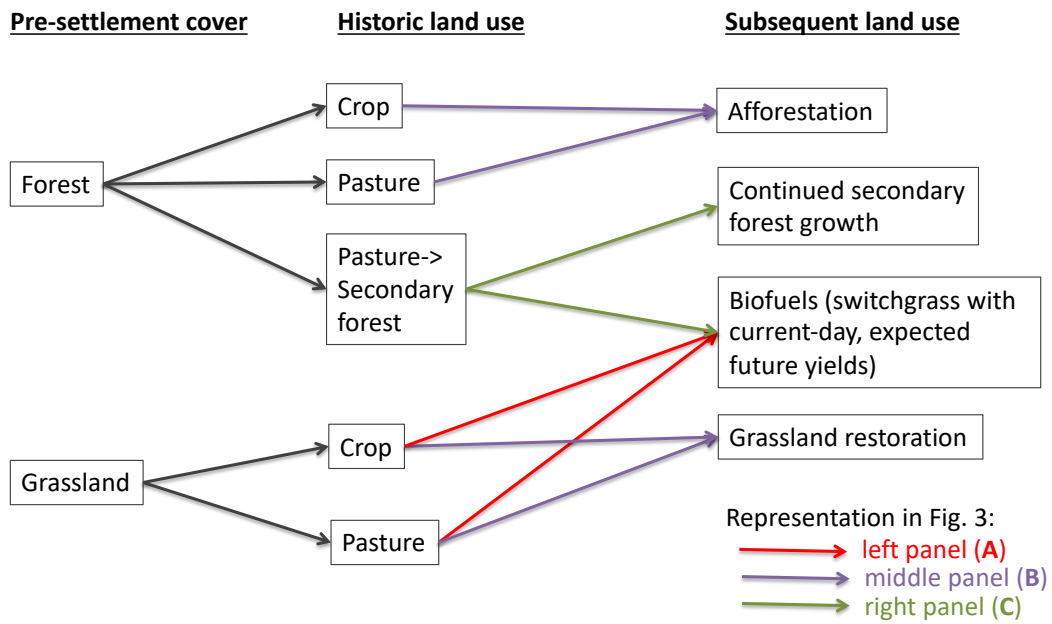 Pre-settlement cover
Historic land use
Subsequent land use
Crop
Afforestation
Forest
Pasture
Continued secondary
forest growth
Pasture->
Secondary
forest
Biofuels (switchgrass with
current-day, expected
future yields)
Crop
Grassland restoration
Grassland
Pasture
Representation in Fig. 3:
left panel (A)
middle panel (B)
right panel (C)